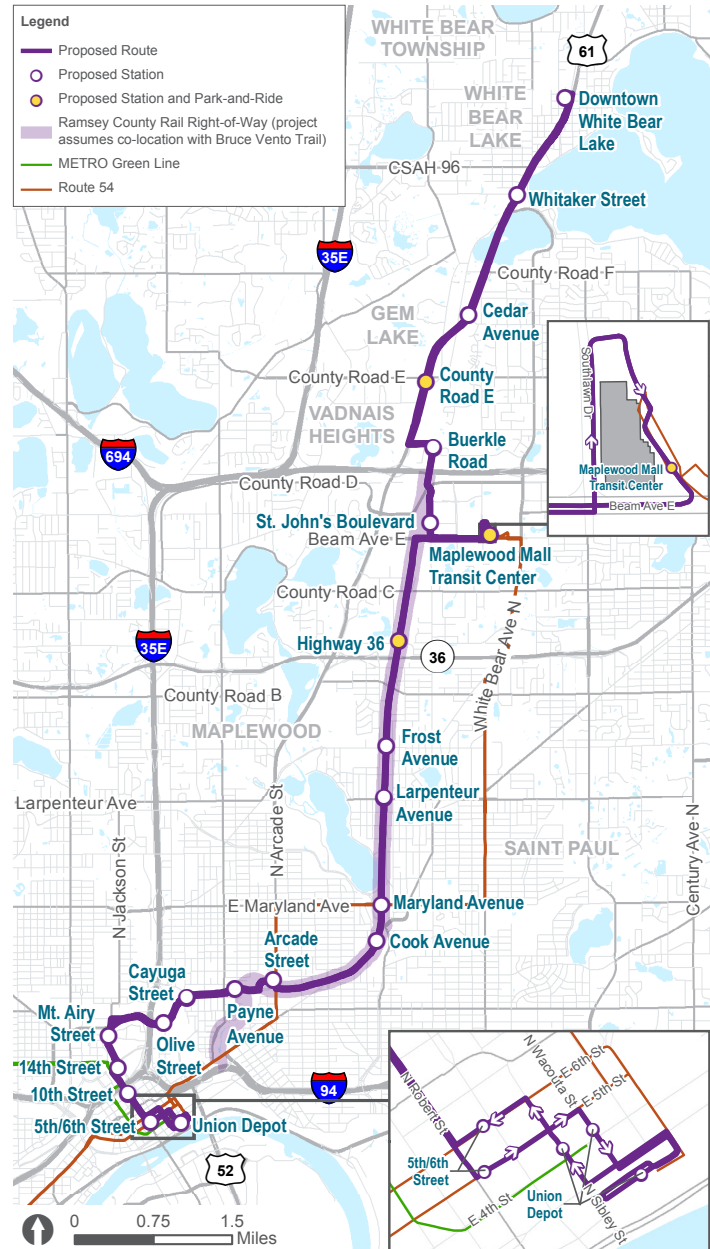 Legend
Proposed Route
Proposed Station
Proposed Station and Park-and-Ride
Ramsey County Rail Right-of-Way (project
assumes co-location with Bruce Vento Trail)
METRO Green Line
Route 54
WHITE BEAR
TOWNSHIP
61
WHITE
BEAR
LAKE
Downtown
White Bear
Lake
CSAH 96
Whitaker Street
35E
County Road F
GEM
LAKE
Cedar
Avenue
County Road E
County
Road E
VADNAIS
HEIGHTS
Buerkle
Road
694
County Road D
St. John's Boulevard
Beam Ave E
Maplewood Mall
Transit Center
Southlawn Dr
Maplewood Mall
Transit Center
Beam Ave E
County Road C
Highway 36
36
35E
White Bear Ave N
County Road B
MAPLEWOOD
Frost
Avenue
N Arcade St
Larpenteur Ave
Larpenteur
Avenue
SAINT PAUL
Century Ave N
N Jackson St
E Maryland Ave
Maryland Avenue
Arcade
Street
Cook Avenue
Cayuga
Street
Mt. Airy
Street
Payne
Avenue
Olive
Street
14th Street
10th Street
94
5th/6th Street
Union Depot
52
N Robert St
N Wacouta St
E 6th St
E 5th St
5th/6th
Street
E 4th St
Union
Depot
N Sibley St
0 0.75 1.5
Miles